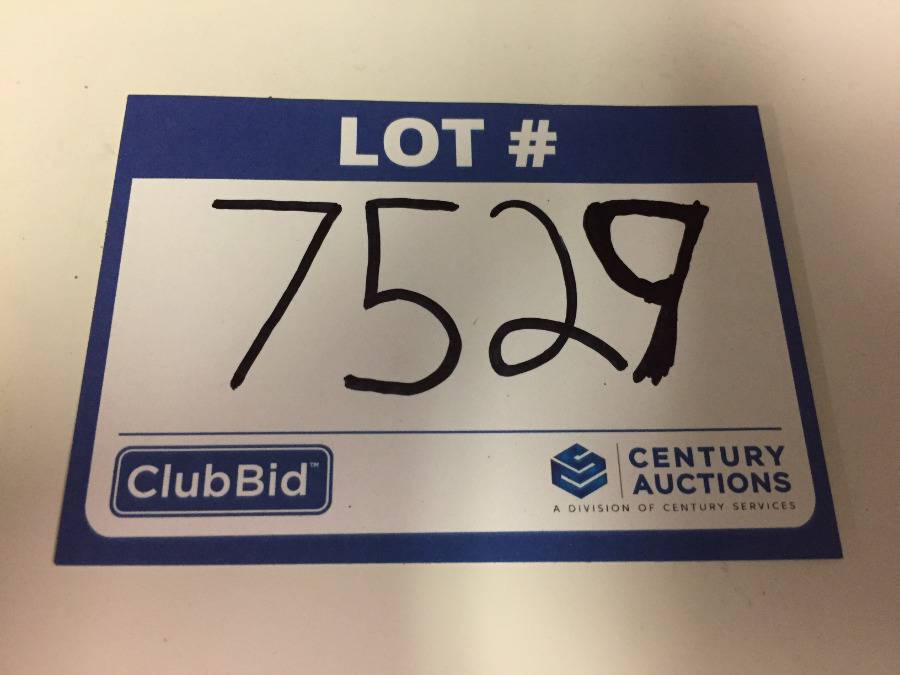 LOT #
7529
ClubBid™
CENTURY
AUCTIONS
A DIVISION OF CENTURY SERVICES